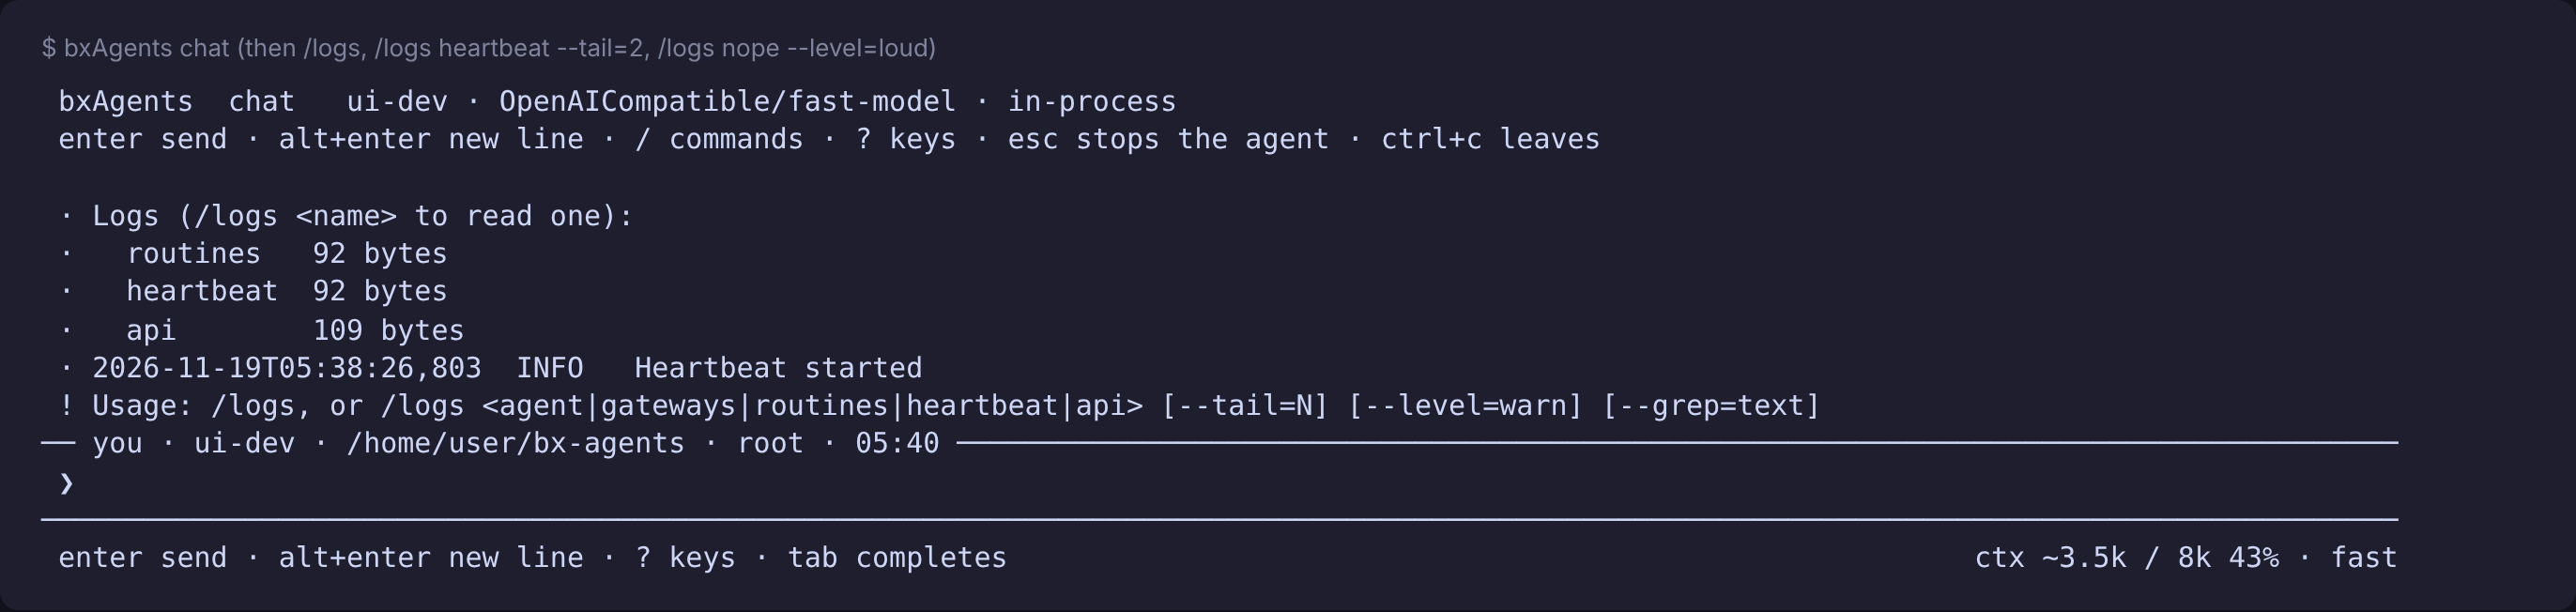 $ bxAgents chat (then /logs, /logs heartbeat --tail=2, /logs nope --level=loud)
bxAgents  chat   ui-dev · OpenAICompatible/fast-model · in-process
enter send · alt+enter new line · / commands · ? keys · esc stops the agent · ctrl+c leaves
· Logs (/logs <name> to read one):
·   routines   92 bytes
·   heartbeat  92 bytes
·   api        109 bytes
· 2026-11-19T05:38:26,803  INFO   Heartbeat started
! Usage: /logs, or /logs <agent|gateways|routines|heartbeat|api> [--tail=N] [--level=warn] [--grep=text]
── you · ui-dev · /home/user/bx-agents · root · 05:40 ──
❯
enter send · alt+enter new line · ? keys · tab completes    ctx ~3.5k / 8k 43% · fast